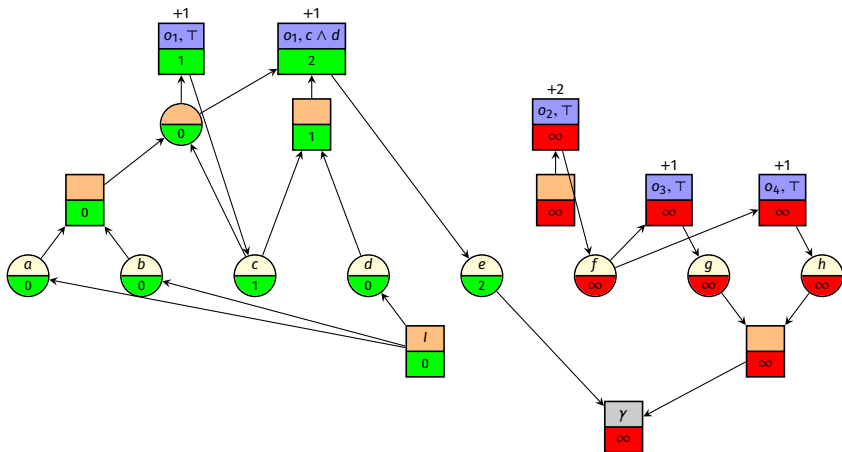 +1
+1
o₁, ⊤
o₁, c ∧ d
1
2
+2
o₂, ⊤
∞
0
1
+1
+1
o₃, ⊤
o₄, ⊤
∞
∞
0
∞
a
b
c
d
e
f
g
h
0
0
1
0
2
∞
∞
∞
I
0
∞
γ
∞